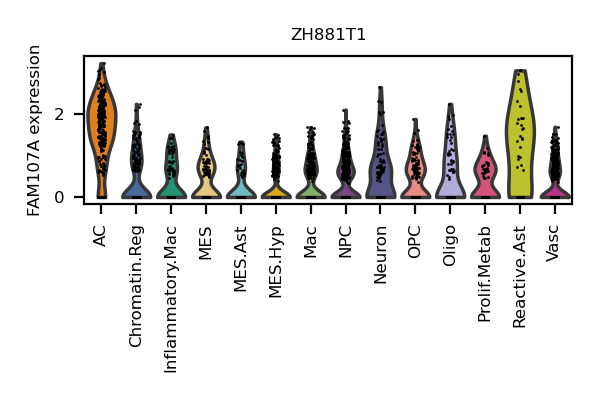 ZH881T1
FAM107A expression
2
0
AC
Chromatin.Reg
Inflammatory.Mac
MES
MES.Ast
MES.Hyp
Mac
NPC
Neuron
OPC
Oligo
Prolif.Metab
Reactive.Ast
Vasc